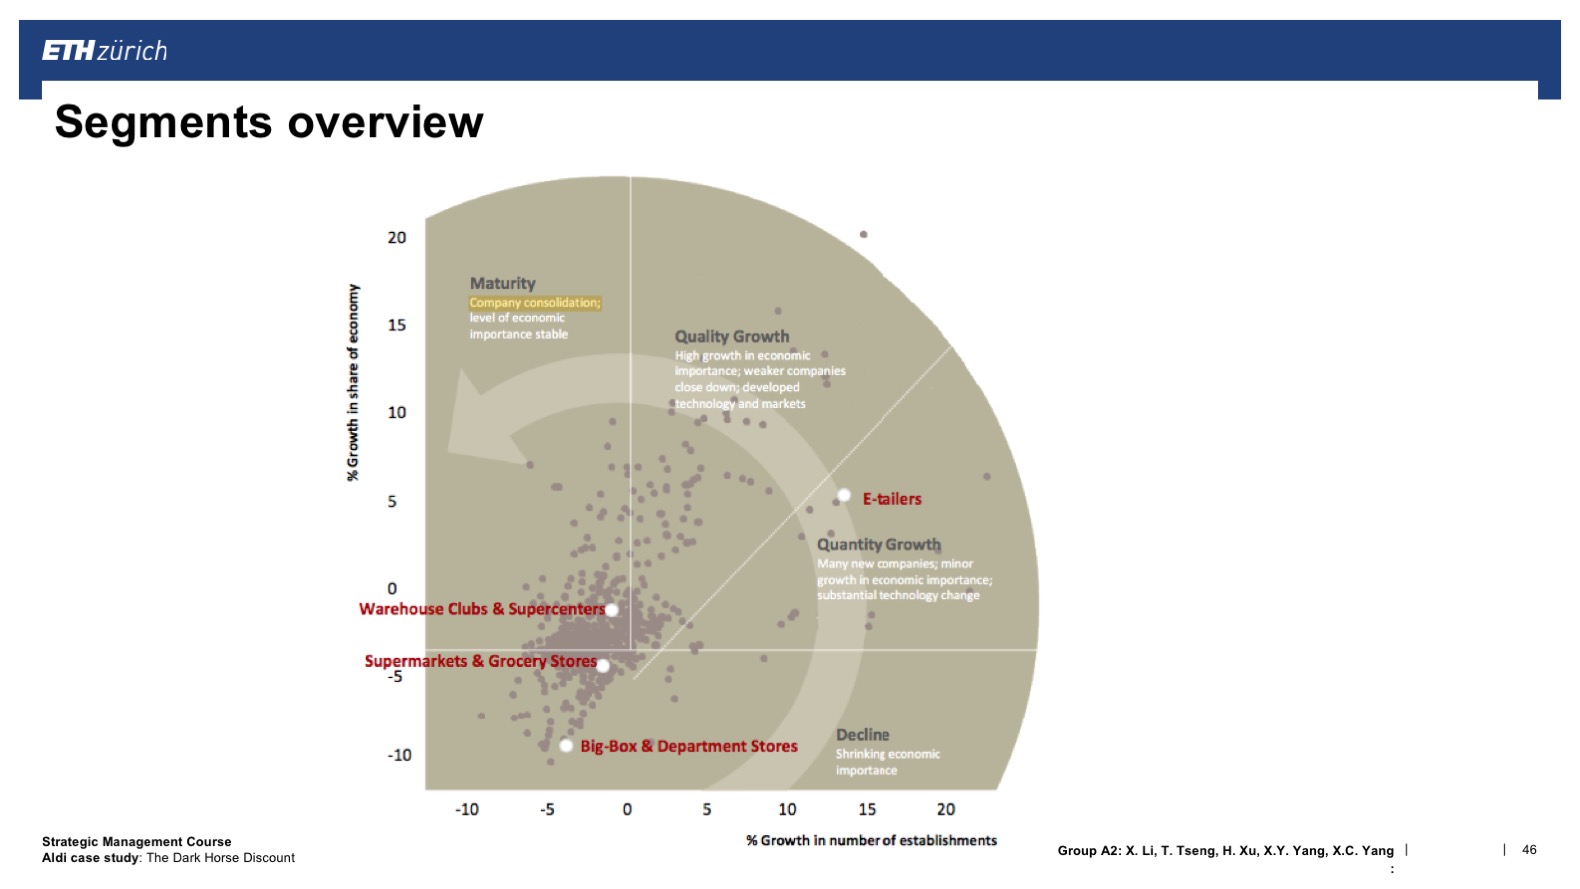 ETH zürich
Segments overview
20
15
10
5
0
-5
-10
% Growth in share of economy
Maturity
Company consolidation;
level of economic
importance stable
Quality Growth
High growth in economic
importance; weaker companies
close down; developed
technology and markets
E-tailers
Quantity Growth
Many new companies; minor
growth in economic importance;
substantial technology change
Warehouse Clubs & Supercenters
Supermarkets & Grocery Stores
Big-Box & Department Stores
Decline
Shrinking economic
importance
-10 -5 0 5 10 15 20
% Growth in number of establishments
Strategic Management Course
Aldi case study: The Dark Horse Discount
Group A2: X. Li, T. Tseng, H. Xu, X.Y. Yang, X.C. Yang | | 46
: